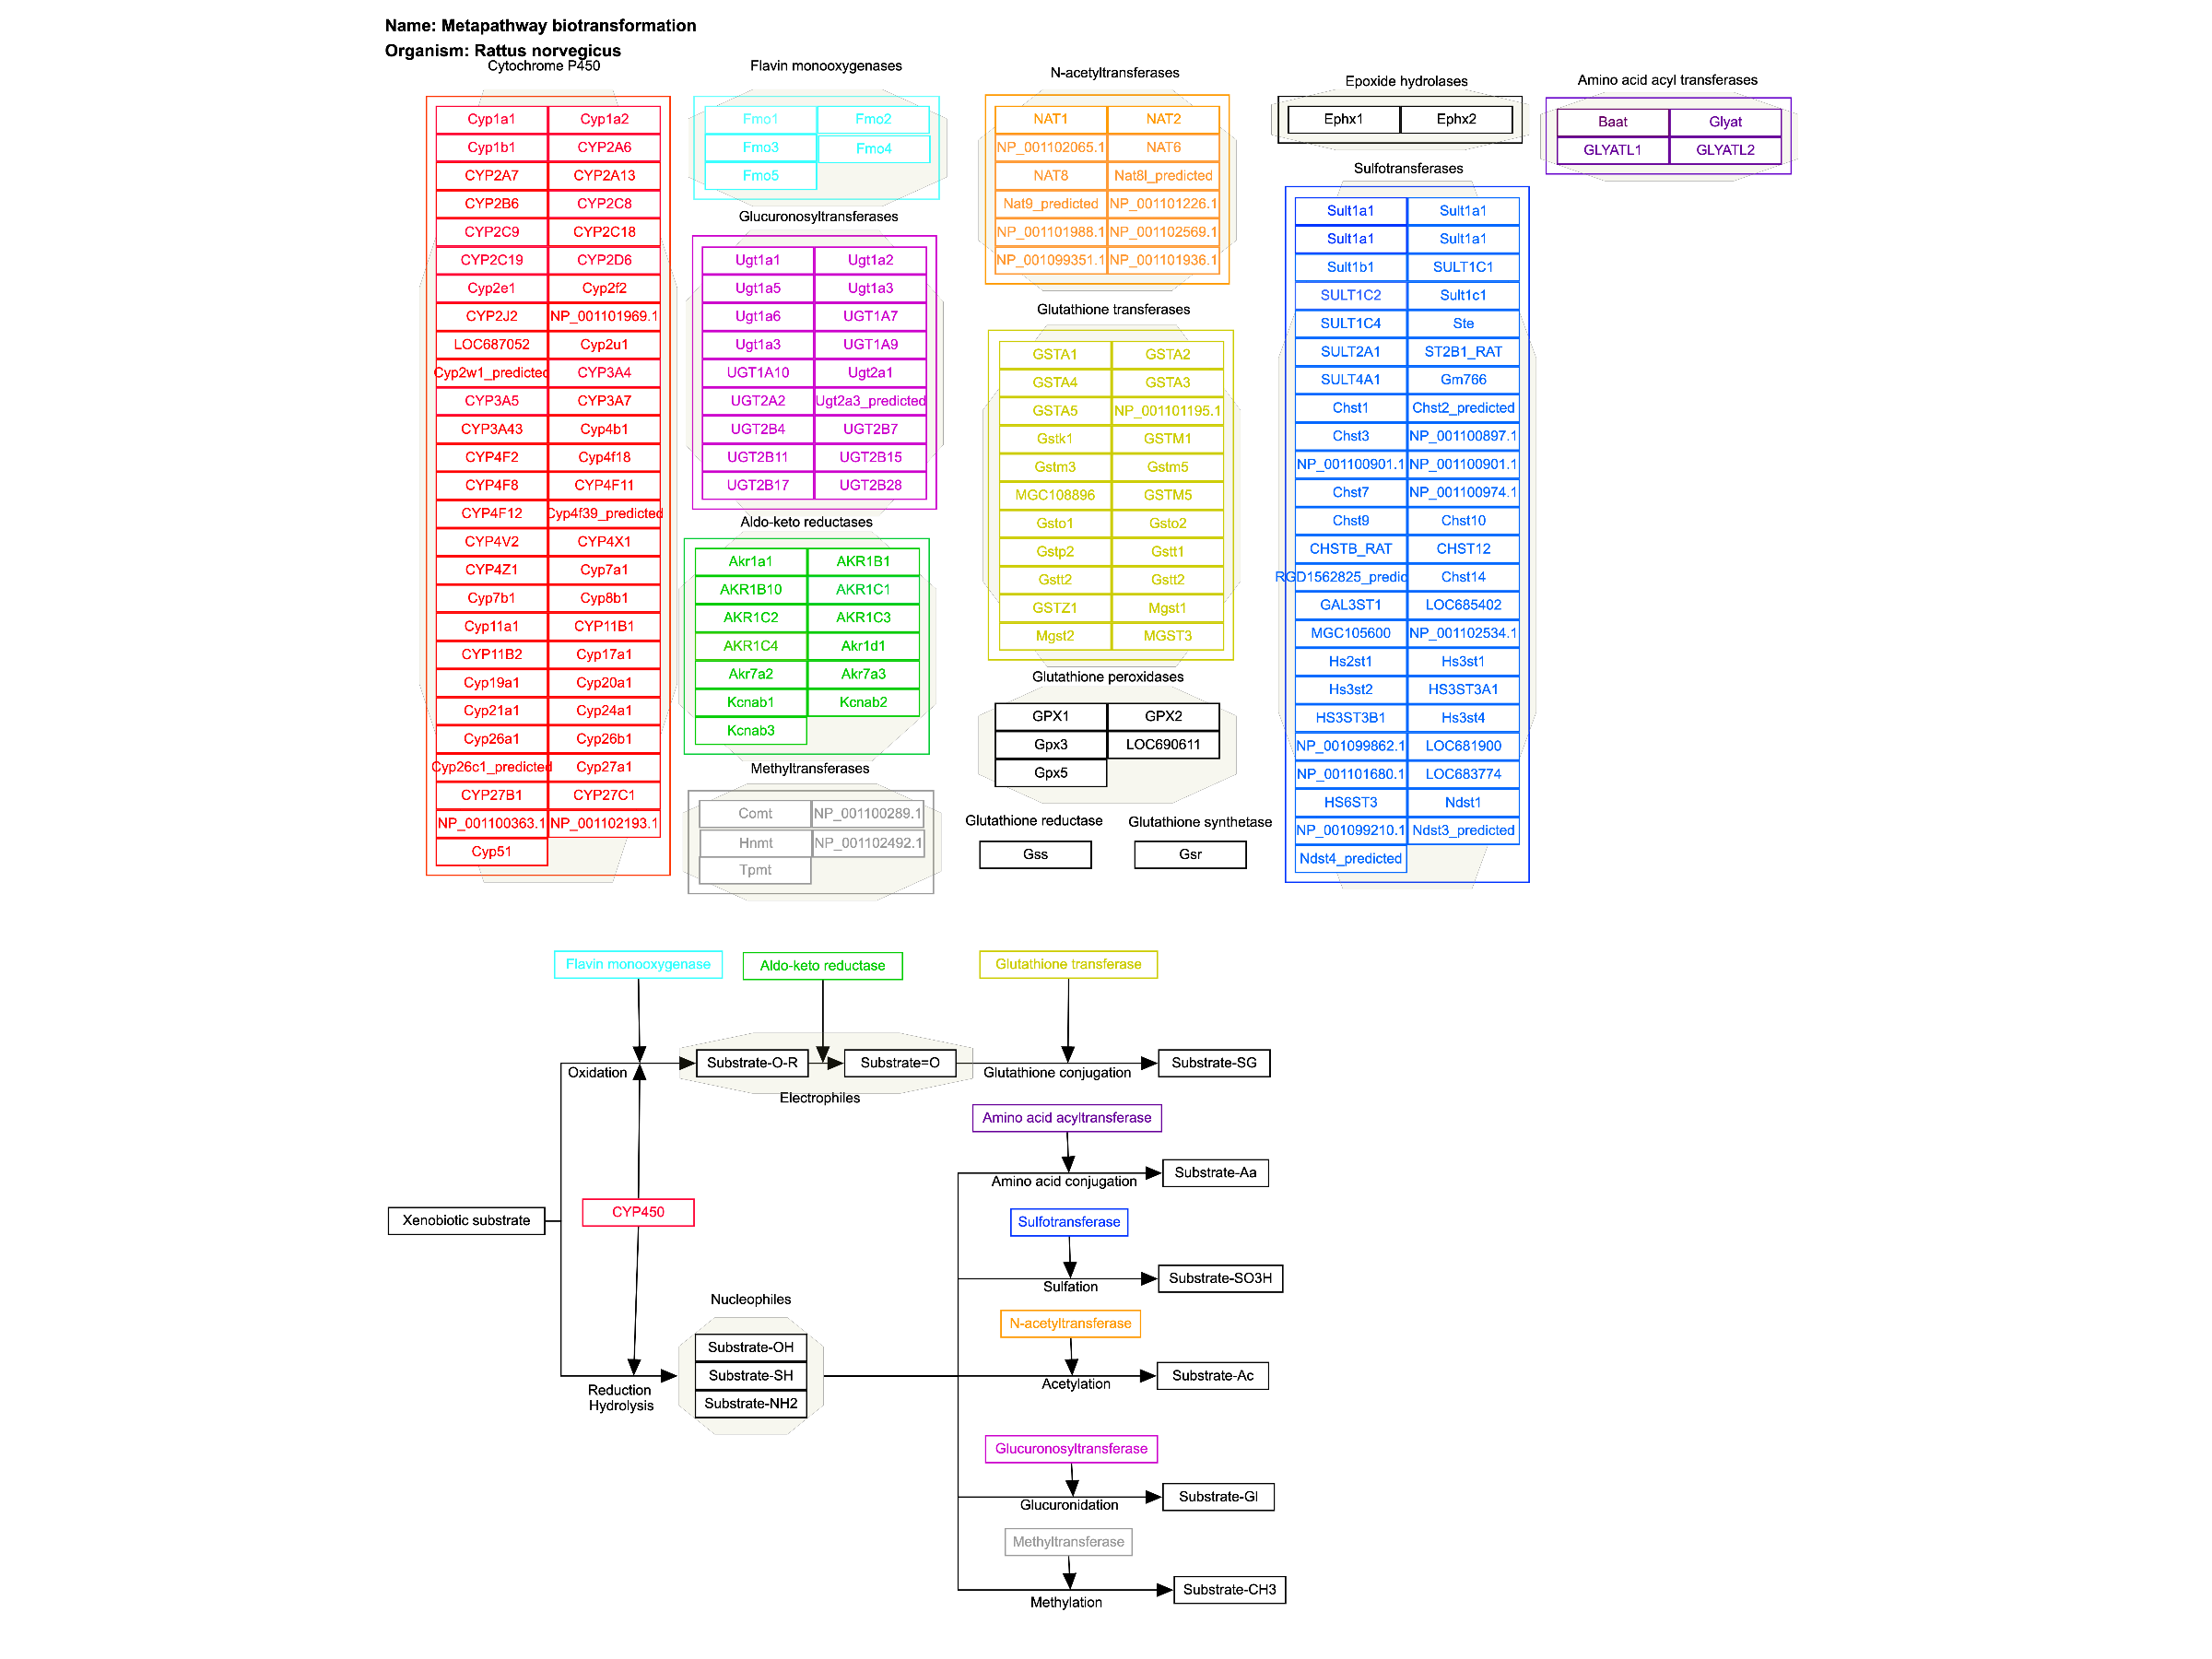 Name: Metapathway biotransformation
Organism: Rattus norvegicus
Cytochrome P450
Cyp1a1 Cyp1a2
Cyp1b1 CYP2A6
CYP2A7 CYP2A13
CYP2B6 CYP2C8
CYP2C9 CYP2C18
CYP2C19 CYP2D6
Cyp2e1 Cyp2f2
CYP2J2 NP_001101969.1
LOC687052 Cyp2u1
Cyp2w1_predicted CYP3A4
CYP3A5 CYP3A7
CYP3A43 Cyp4b1
CYP4F2 Cyp4f18
CYP4F8 CYP4F11
CYP4F12 Cyp4f39_predicted
CYP4V2 CYP4X1
CYP4Z1 Cyp7a1
Cyp7b1 Cyp8b1
Cyp11a1 CYP11B1
CYP11B2 Cyp17a1
Cyp19a1 Cyp20a1
Cyp21a1 Cyp24a1
Cyp26a1 Cyp26b1
Cyp26c1_predicted Cyp27a1
CYP27B1 CYP27C1
NP_001100363.1 NP_001102193.1
Cyp51
Flavin monooxygenases
Fmo1 Fmo2
Fmo3 Fmo4
Fmo5
Glucuronosyltransferases
Ugt1a1 Ugt1a2
Ugt1a5 Ugt1a3
Ugt1a6 UGT1A7
Ugt1a3 UGT1A9
UGT1A10 Ugt2a1
UGT2A2 Ugt2a3_predicted
UGT2B4 UGT2B7
UGT2B11 UGT2B15
UGT2B17 UGT2B28
Aldo-keto reductases
Akr1a1 AKR1B1
AKR1B10 AKR1C1
AKR1C2 AKR1C3
AKR1C4 Akr1d1
Akr7a2 Akr7a3
Kcnab1 Kcnab2
Kcnab3
Methyltransferases
Comt NP_001100289.1
Hnmt NP_001102492.1
Tpmt
N-acetyltransferases
NAT1 NAT2
NP_001102065.1 NAT6
NAT8 Nat8l_predicted
Nat9_predicted NP_001101226.1
NP_001101988.1 NP_001102569.1
NP_001099351.1 NP_001101936.1
Glutathione transferases
GSTA1 GSTA2
GSTA4 GSTA3
GSTA5 NP_001101195.1
Gstk1 GSTM1
Gstm3 Gstm5
MGC108896 GSTM5
Gsto1 Gsto2
Gstp2 Gstt1
Gstt2 Gstt2
GSTZ1 Mgst1
Mgst2 MGST3
Glutathione peroxidases
GPX1 GPX2
Gpx3 LOC690611
Gpx5
Glutathione reductase Glutathione synthetase
Gss Gsr
Epoxide hydrolases
Ephx1 Ephx2
Sulfotransferases
Sult1a1 Sult1a1
Sult1a1 Sult1a1
Sult1b1 SULT1C1
SULT1C2 Sult1c1
SULT1C4 Ste
SULT2A1 ST2B1_RAT
SULT4A1 Gm766
Chst1 Chst2_predicted
Chst3 NP_001100897.1
NP_001100901.1 NP_001100901.1
Chst7 NP_001100974.1
Chst9 Chst10
CHSTB_RAT CHST12
RGD1562825_predic Chst14
GAL3ST1 LOC685402
MGC105600 NP_001102534.1
Hs2st1 Hs3st1
Hs3st2 HS3ST3A1
HS3ST3B1 Hs3st4
NP_001099862.1 LOC681900
NP_001101680.1 LOC683774
HS6ST3 Ndst1
NP_001099210.1 Ndst3_predicted
Ndst4_predicted
Amino acid acyl transferases
Baat Glyat
GLYATL1 GLYATL2
Flavin monooxygenase Aldo-keto reductase Glutathione transferase
Substrate-O-R Substrate=O Substrate-SG
Oxidation Glutathione conjugation
Electrophiles
Amino acid acyltransferase
Substrate-Aa
Amino acid conjugation
CYP450
Xenobiotic substrate
Sulfotransferase
Substrate-SO3H
Sulfation
Nucleophiles
N-acetyltransferase
Substrate-OH
Substrate-SH
Substrate-NH2
Substrate-Ac
Acetylation
Reduction
Hydrolysis
Glucuronosyltransferase
Substrate-Gl
Glucuronidation
Methyltransferase
Substrate-CH3
Methylation